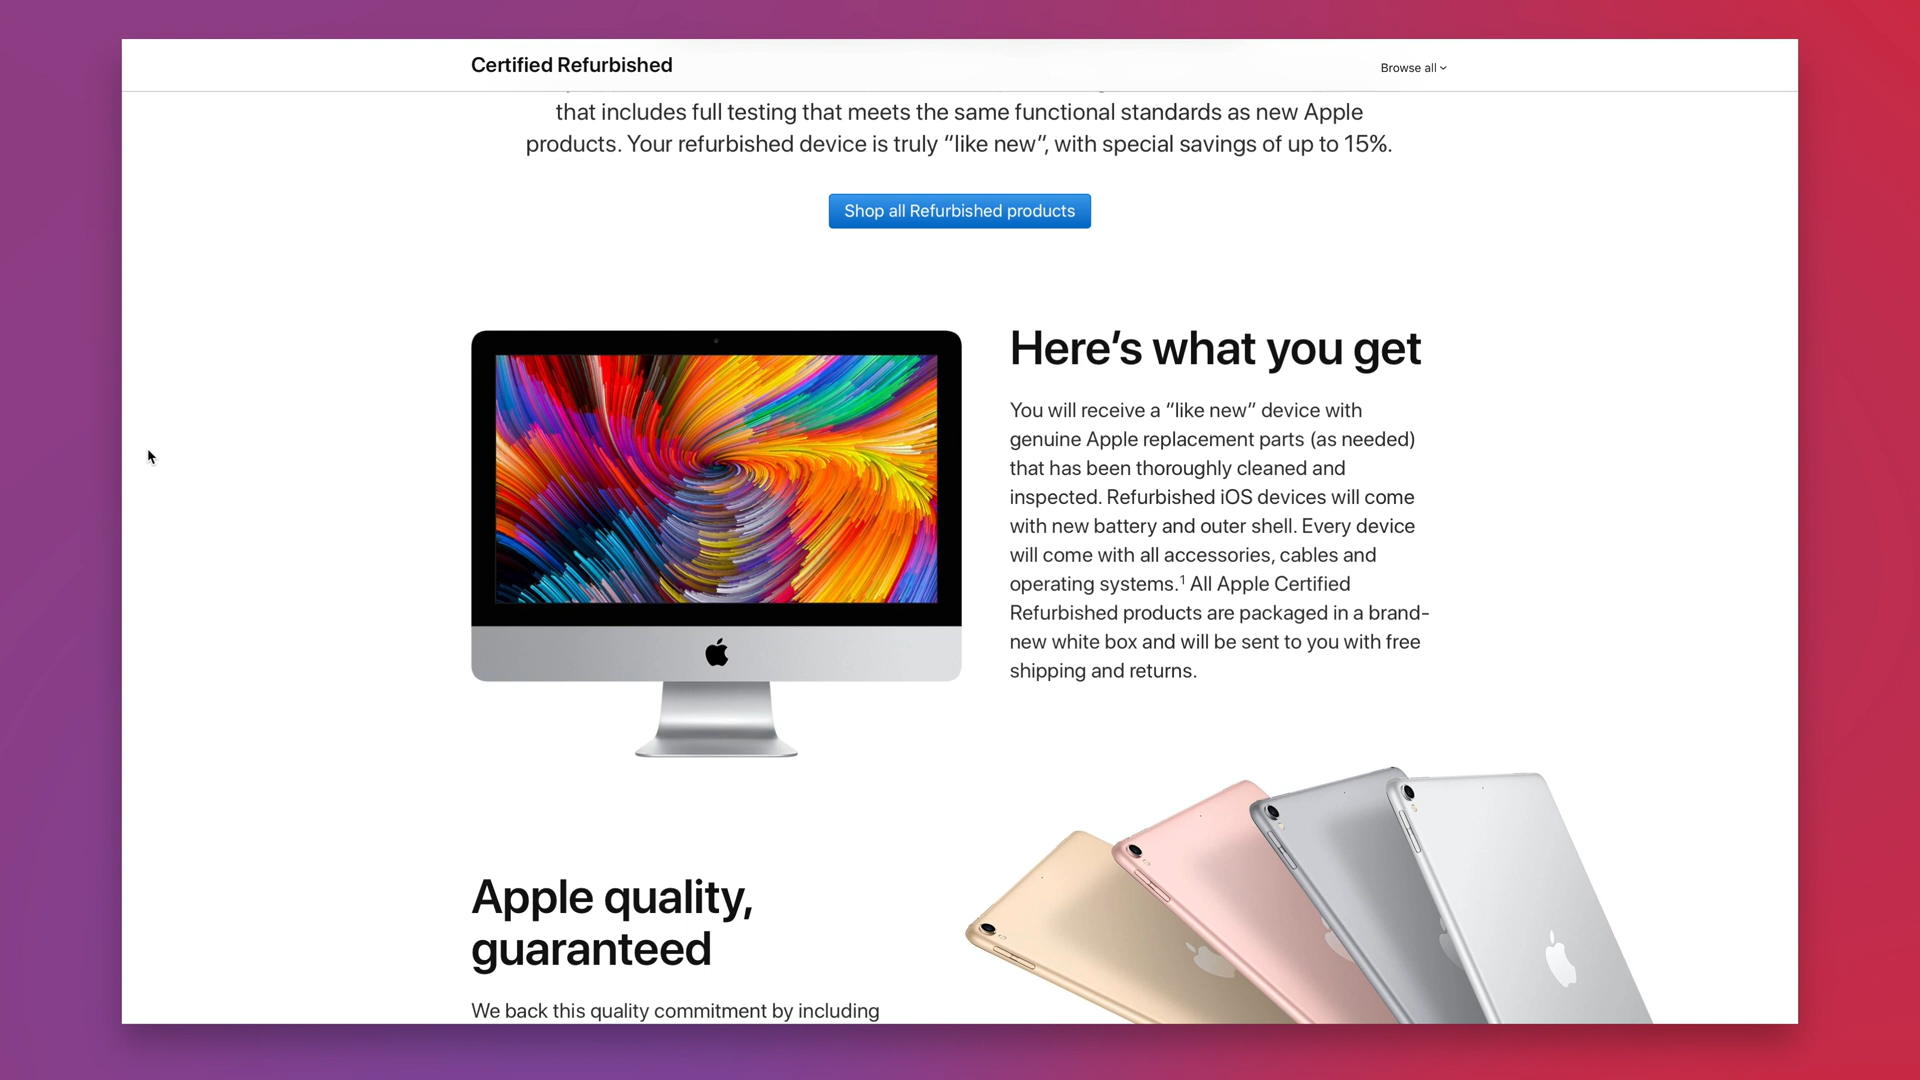 Certified Refurbished
Browse all
that includes full testing that meets the same functional standards as new Apple
products. Your refurbished device is truly “like new”, with special savings of up to 15%.
Shop all Refurbished products
Here’s what you get
You will receive a “like new” device with
genuine Apple replacement parts (as needed)
that has been thoroughly cleaned and
inspected. Refurbished iOS devices will come
with new battery and outer shell. Every device
will come with all accessories, cables and
operating systems.¹ All Apple Certified
Refurbished products are packaged in a brand-
new white box and will be sent to you with free
shipping and returns.
Apple quality,
guaranteed
We back this quality commitment by including